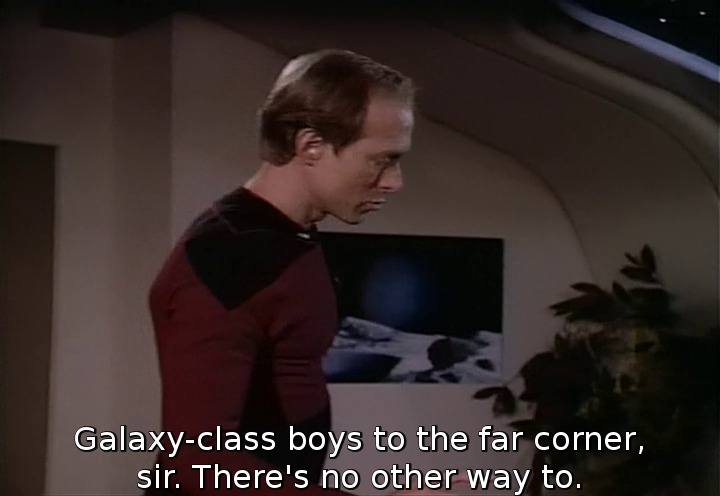 Galaxy-class boys to the far corner,
sir. There's no other way to.